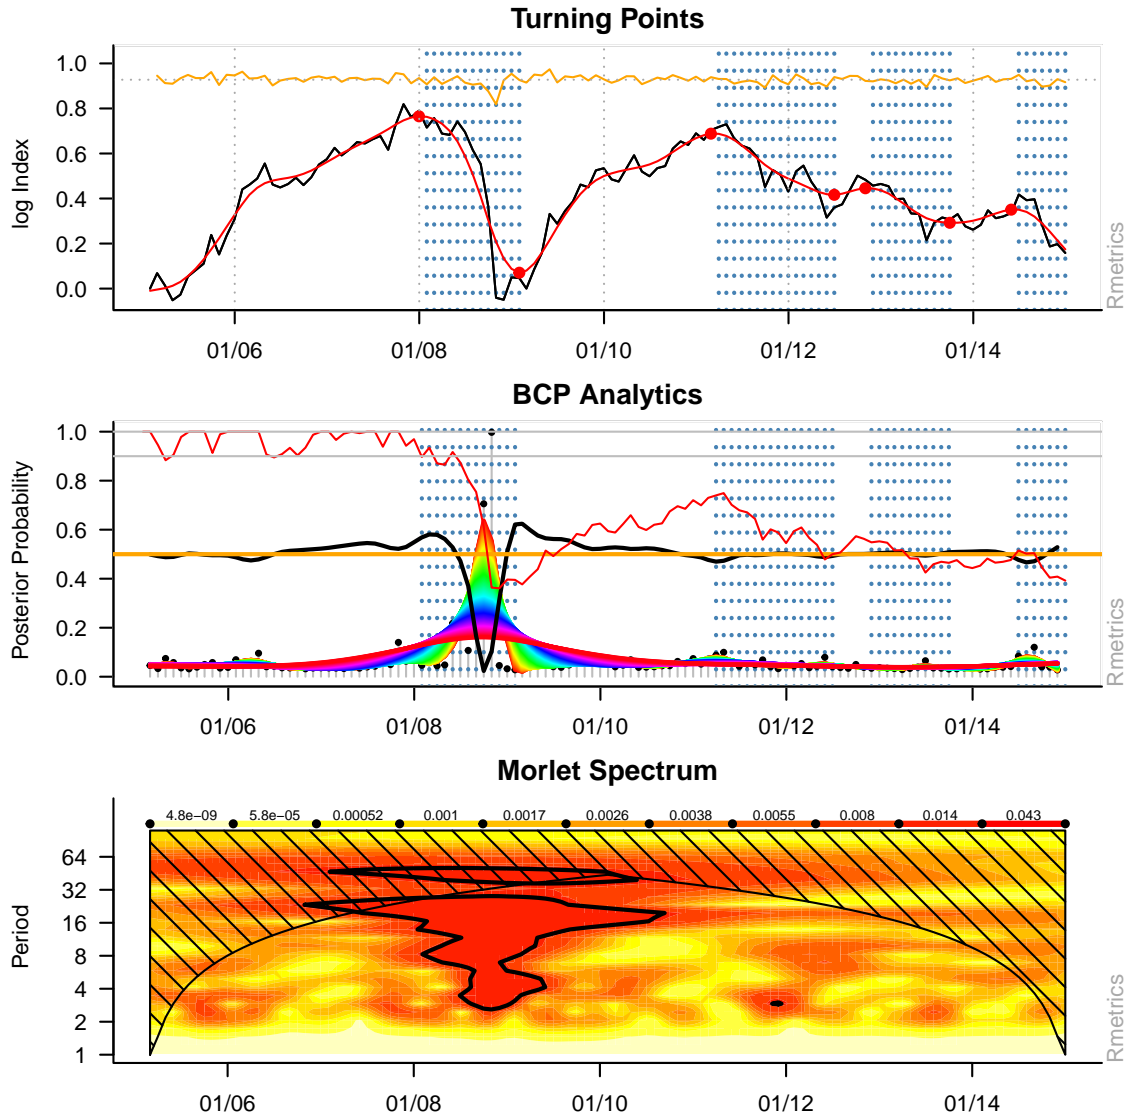 Turning Points
log Index
1.0
0.8
0.6
0.4
0.2
0.0
01/06 01/08 01/10 01/12 01/14
Rmetrics
BCP Analytics
Posterior Probability
1.0
0.8
0.6
0.4
0.2
0.0
01/06 01/08 01/10 01/12 01/14
Rmetrics
Morlet Spectrum
4.8e−09 5.8e−05 0.00052 0.001 0.0017 0.0026 0.0038 0.0055 0.008 0.014 0.043
Period
64
32
16
8
4
2
1
01/06 01/08 01/10 01/12 01/14
Rmetrics